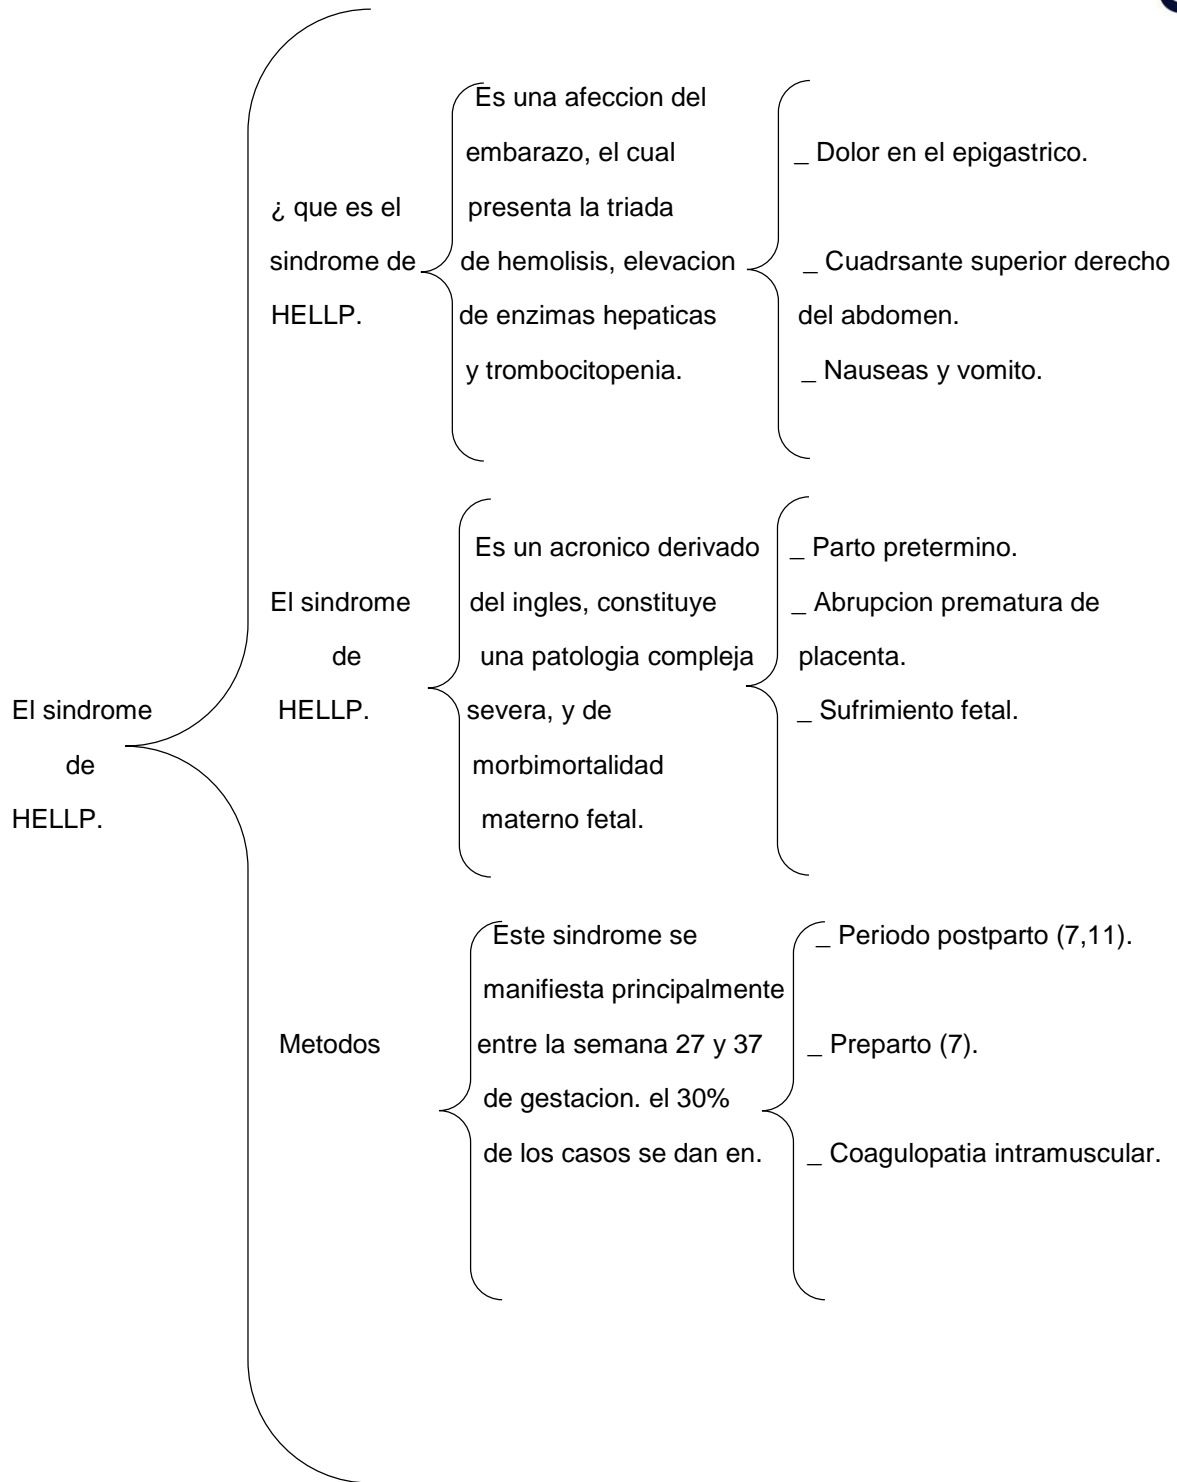 El sindrome
de
HELLP.
¿ que es el
sindrome de
HELLP.
Es una afeccion del
embarazo, el cual
presenta la triada
de hemolisis, elevacion
de enzimas hepaticas
y trombocitopenia.
_ Dolor en el epigastrico.
_ Cuadrsante superior derecho
del abdomen.
_ Nauseas y vomito.
El sindrome
de
HELLP.
Es un acronico derivado
del ingles, constituye
una patologia compleja
severa, y de
morbimortalidad
materno fetal.
_ Parto pretermino.
_ Abrupcion prematura de
placenta.
_ Sufrimiento fetal.
Metodos
Este sindrome se
manifiesta principalmente
entre la semana 27 y 37
de gestacion. el 30%
de los casos se dan en.
_ Periodo postparto (7,11).
_ Preparto (7).
_ Coagulopatia intramuscular.